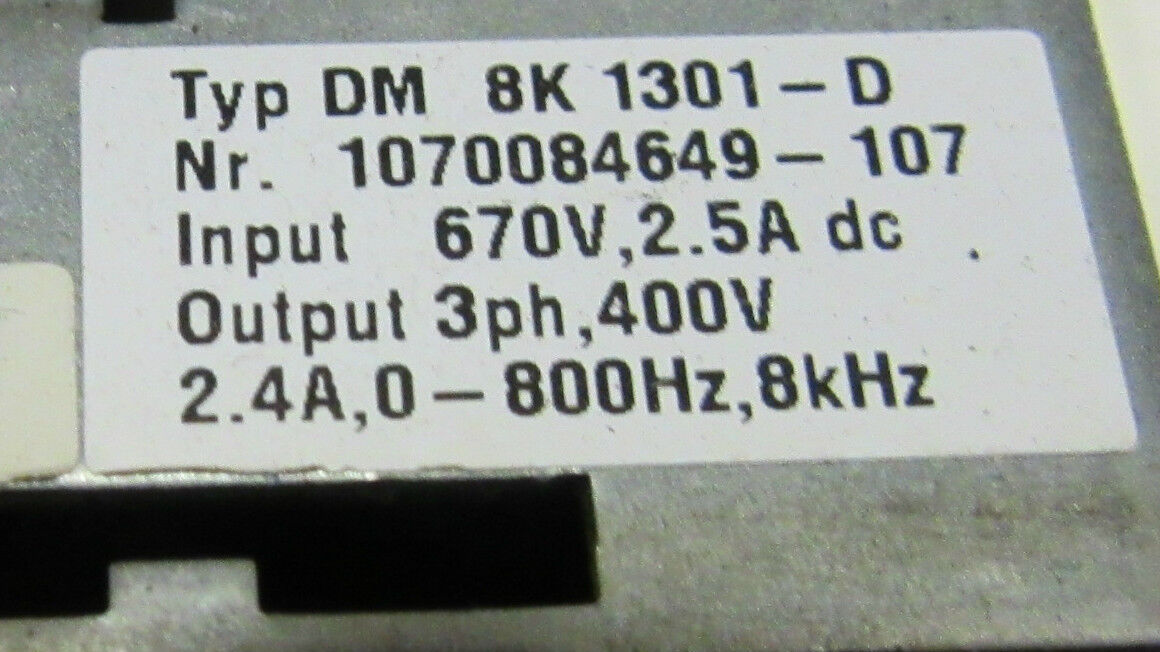 Typ DM 8K 1301-D
Nr. 1070084649-107
Input 670V,2.5A dc
Output 3ph,400V
2.4A,0-800Hz,8kHz